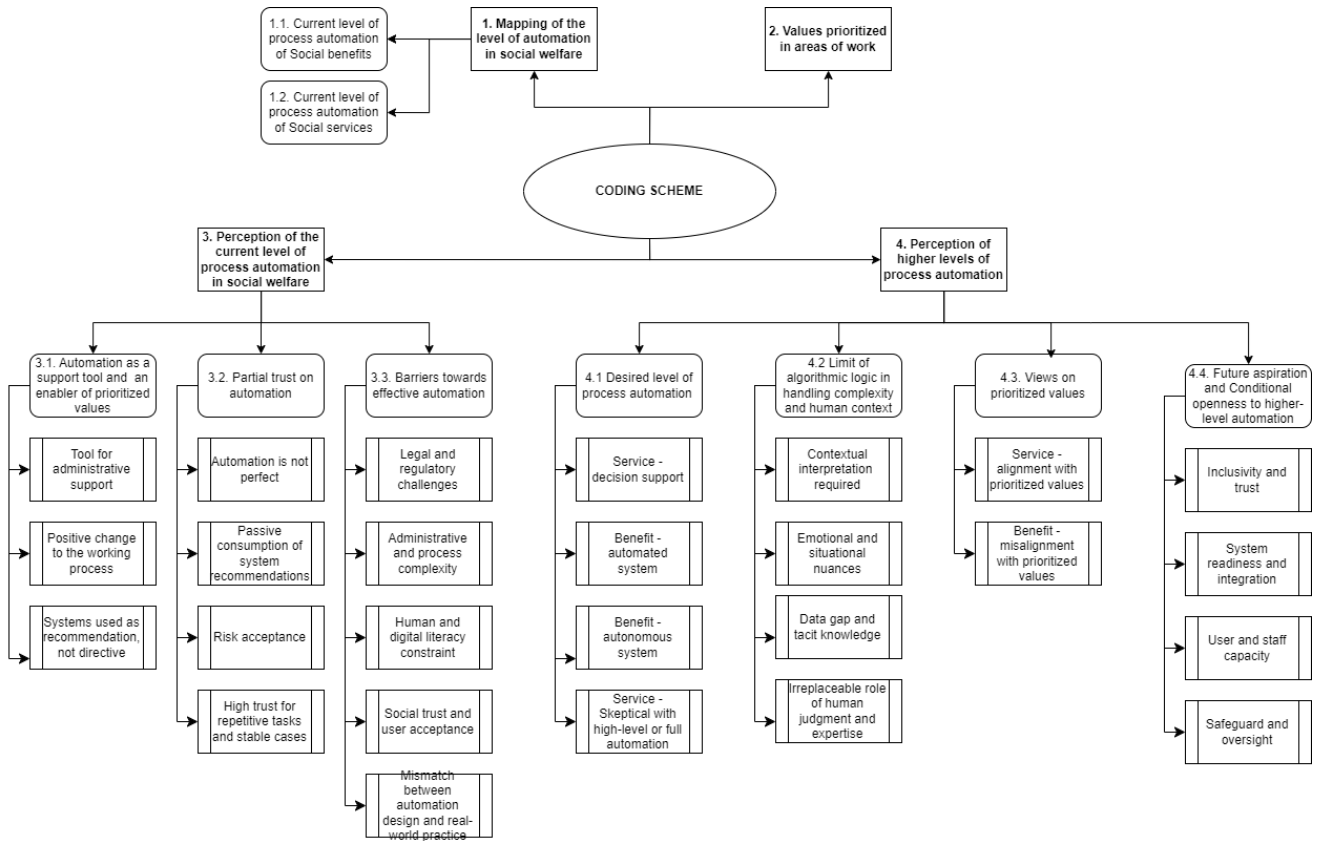 1.1. Current level of
process automation
of Social benefits
1. Mapping of the
level of automation
in social welfare
2. Values prioritized
in areas of work
1.2. Current level of
process automation
of Social services
CODING SCHEME
3. Perception of the
current level of
process automation
in social welfare
4. Perception of
higher levels of
process automation
3.1. Automation as a
support tool and an
enabler of prioritized
values
3.2. Partial trust on
automation
3.3. Barriers towards
effective automation
4.1 Desired level of
process automation
4.2 Limit of
algorithmic logic in
handling complexity
and human context
4.3. Views on
prioritized values
4.4. Future aspiration
and Conditional
openness to higher-
level automation
Tool for
administrative
support
Positive change
to the working
process
Systems used as
recommendation,
not directive
Automation is not
perfect
Passive
consumption of
system
recommendations
Risk acceptance
High trust for
repetitive tasks
and stable cases
Legal and
regulatory
challenges
Administrative
and process
complexity
Human and
digital literacy
constraint
Social trust and
user acceptance
Mismatch
between
automation
design and real-
world practice
Service -
decision support
Benefit -
automated
system
Benefit -
autonomous
system
Service -
Skeptical with
high-level or full
automation
Contextual
interpretation
required
Emotional and
situational
nuances
Data gap and
tacit knowledge
Irreplaceable role
of human
judgment and
expertise
Service -
alignment with
prioritized values
Benefit -
misalignment
with prioritized
values
Inclusivity and
trust
System
readiness and
integration
User and staff
capacity
Safeguard and
oversight